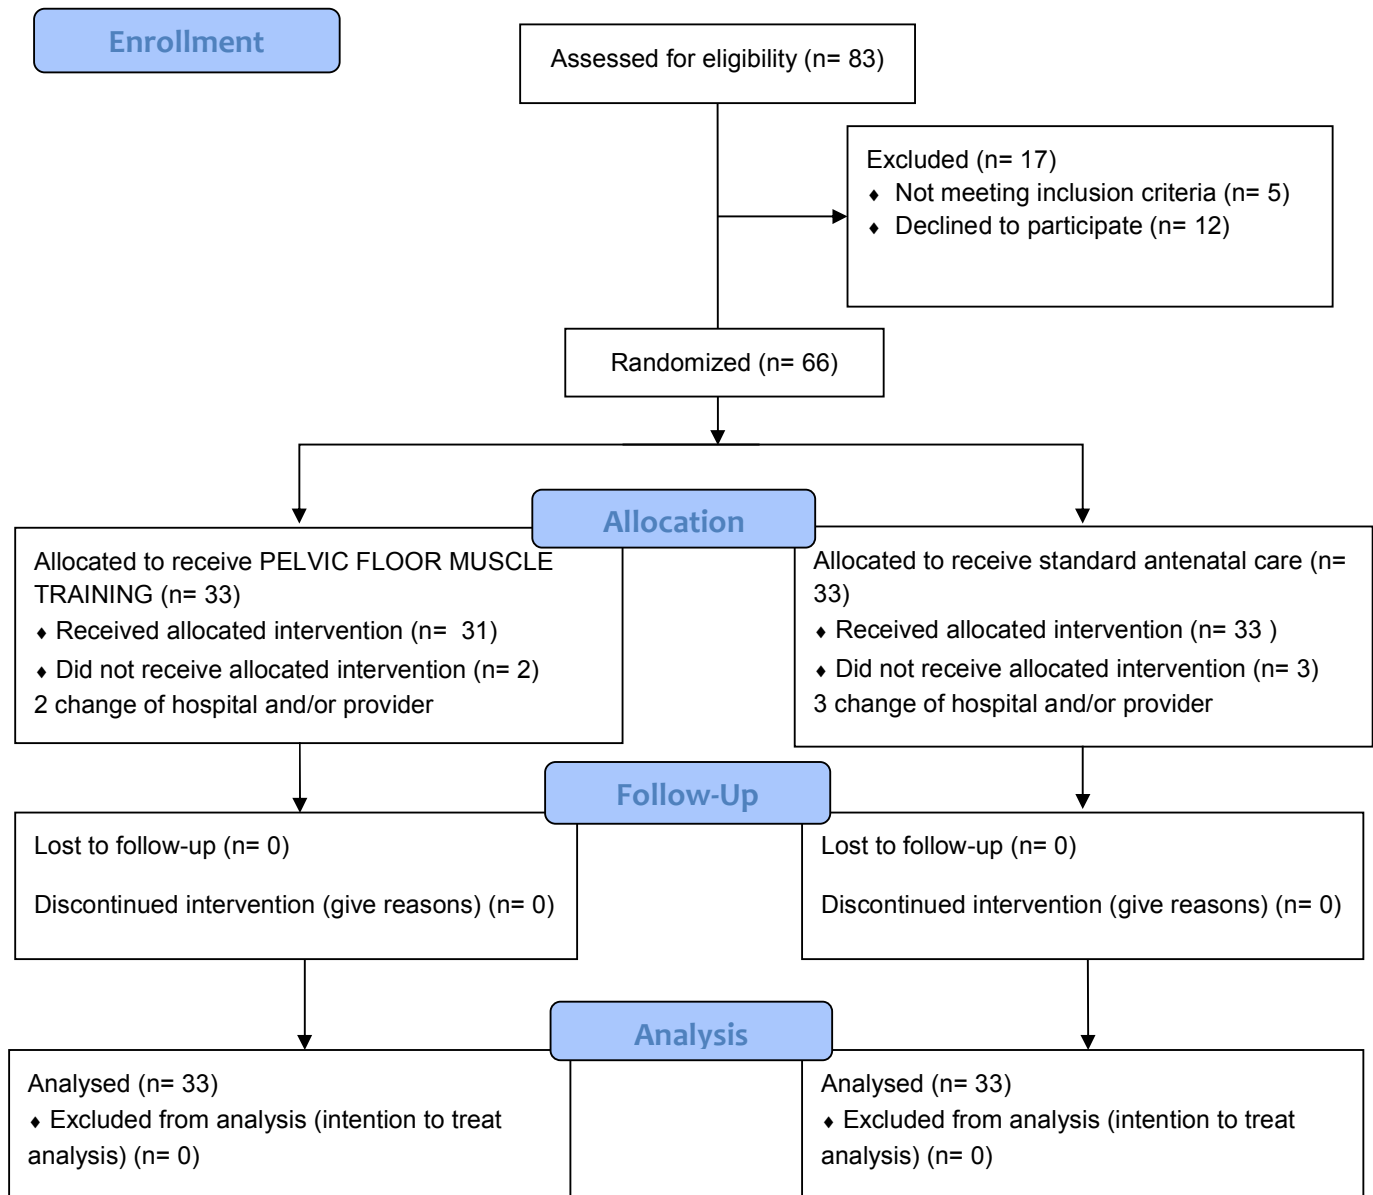 Enrollment
Assessed for eligibility (n= 83)
Excluded (n= 17)
♦ Not meeting inclusion criteria (n= 5)
♦ Declined to participate (n= 12)
Randomized (n= 66)
Allocation
Allocated to receive PELVIC FLOOR MUSCLE
TRAINING (n= 33)
♦ Received allocated intervention (n= 31)
♦ Did not receive allocated intervention (n= 2)
2 change of hospital and/or provider
Allocated to receive standard antenatal care (n=
33)
♦ Received allocated intervention (n= 33 )
♦ Did not receive allocated intervention (n= 3)
3 change of hospital and/or provider
Follow-Up
Lost to follow-up (n= 0)
Discontinued intervention (give reasons) (n= 0)
Lost to follow-up (n= 0)
Discontinued intervention (give reasons) (n= 0)
Analysis
Analysed (n= 33)
♦ Excluded from analysis (intention to treat
analysis) (n= 0)
Analysed (n= 33)
♦ Excluded from analysis (intention to treat
analysis) (n= 0)